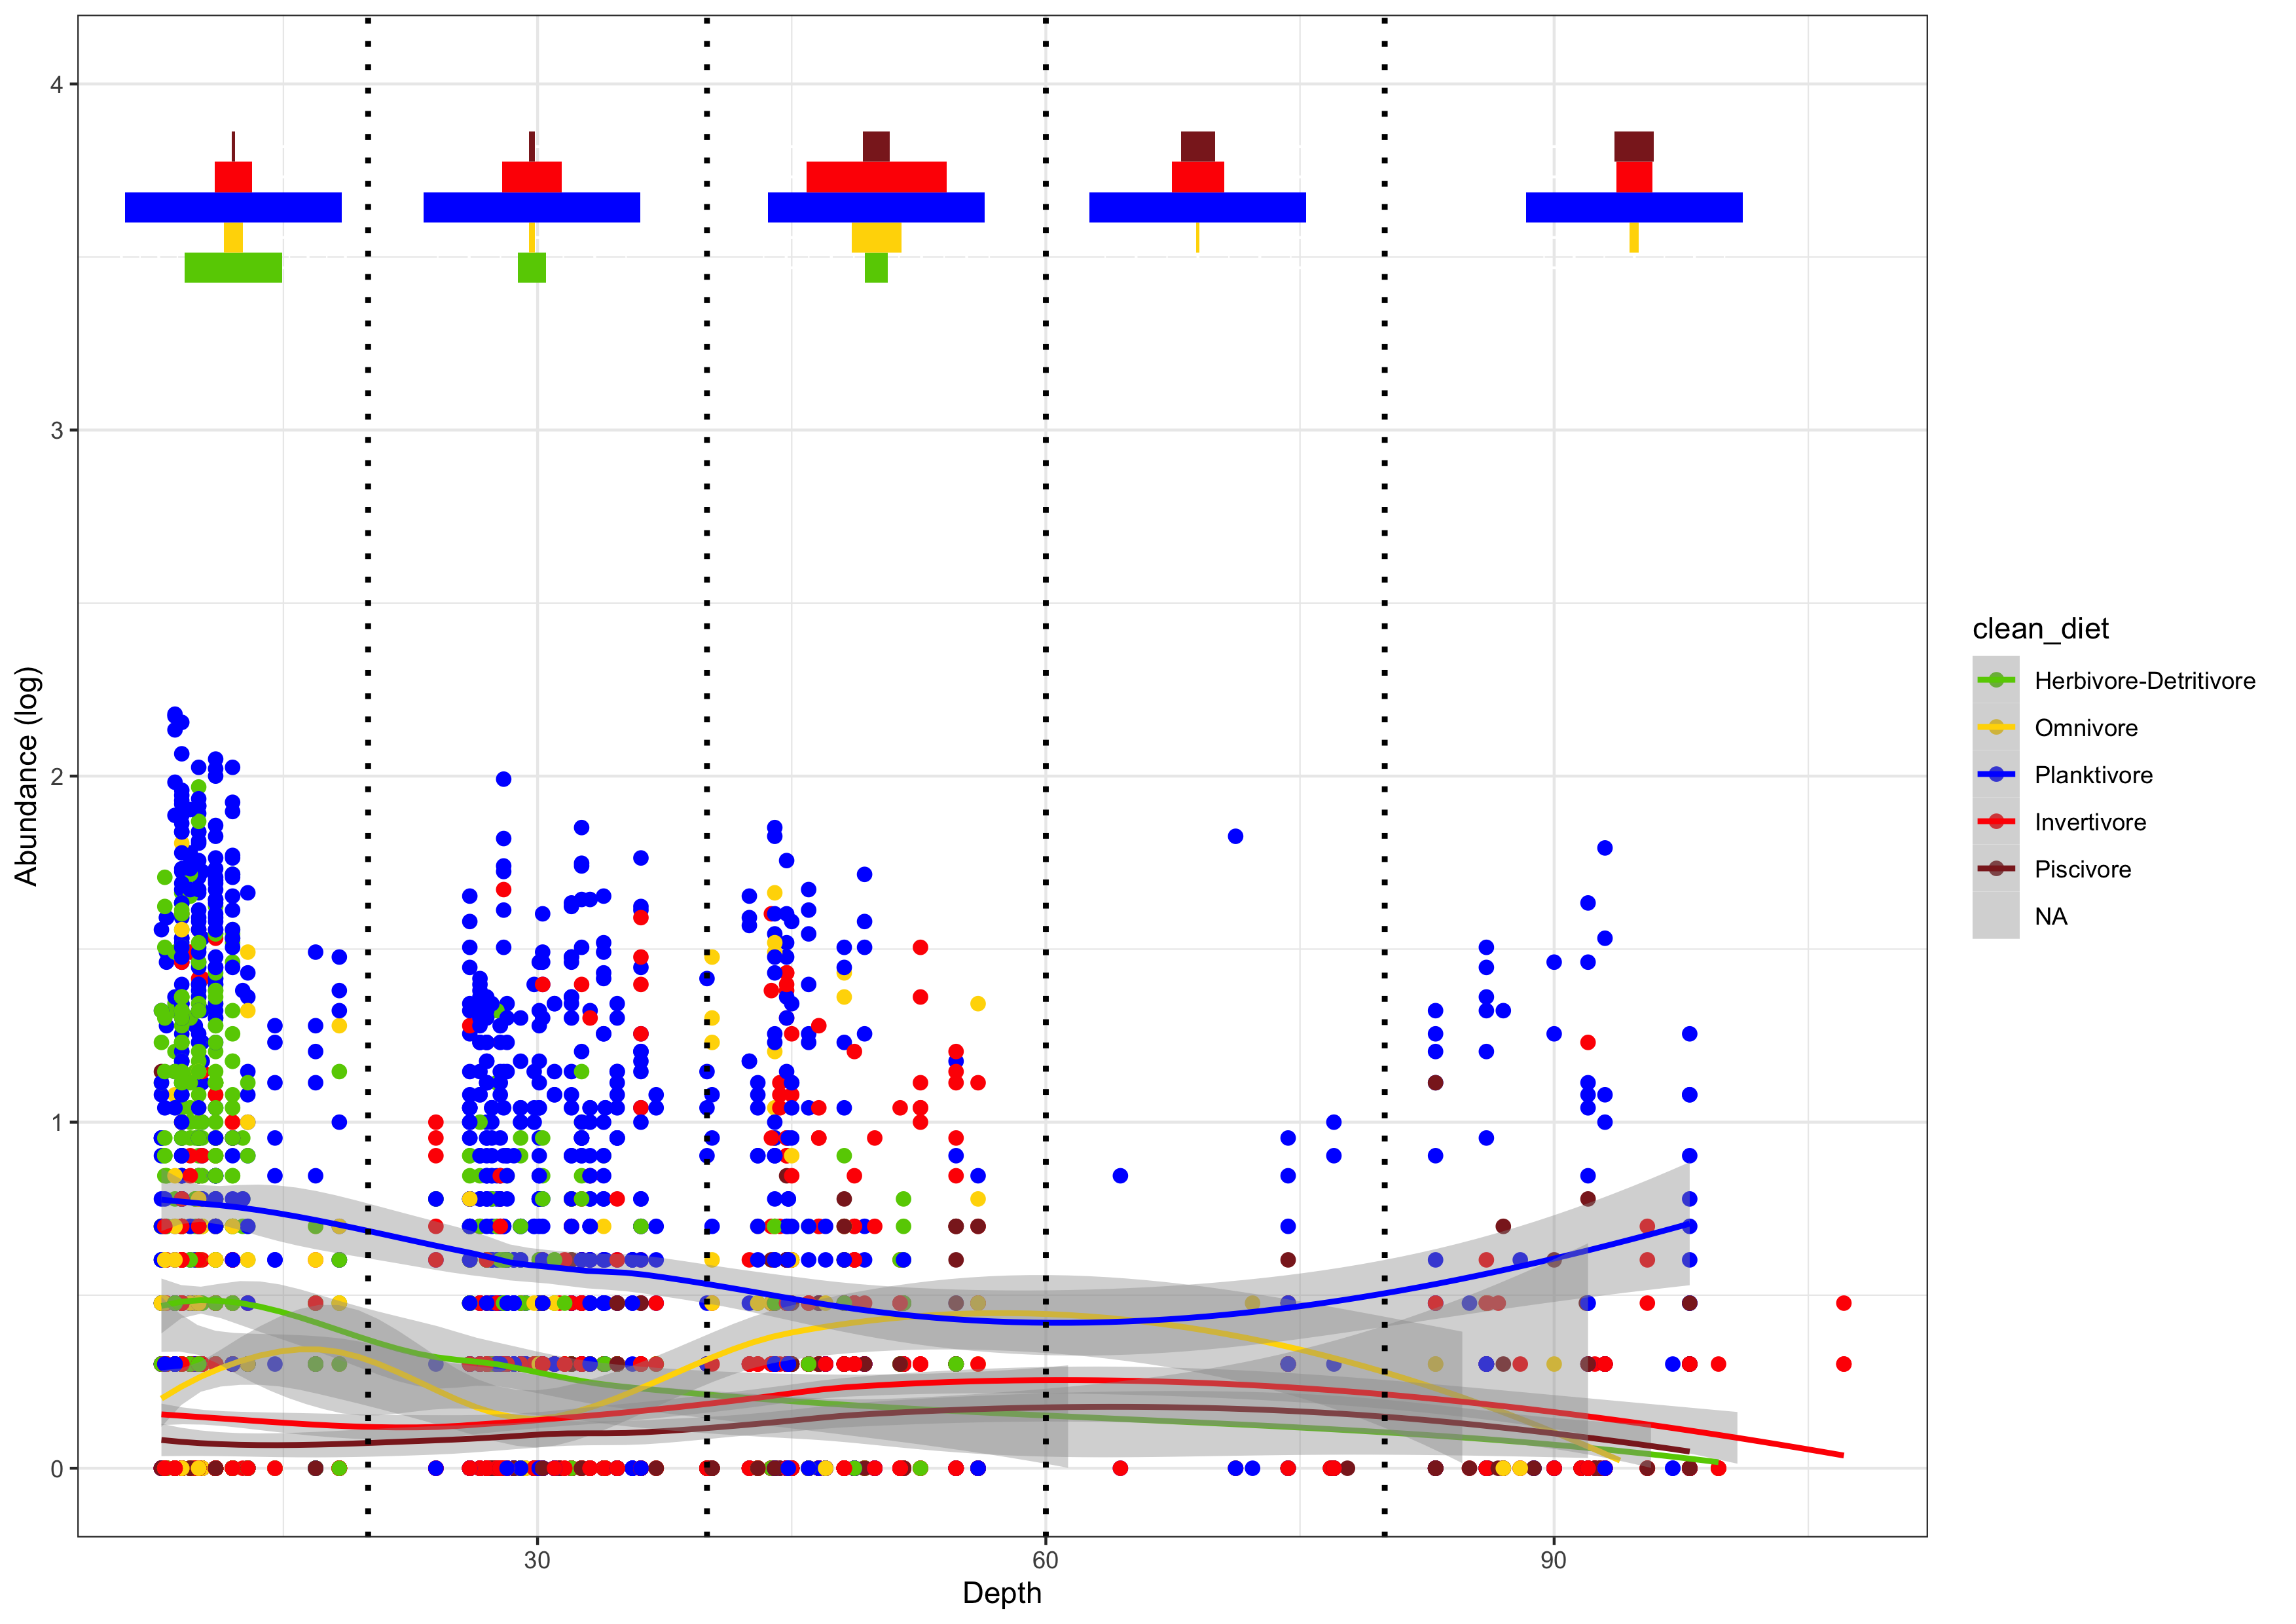 4
3
2
1
0
Abundance (log)
30
60
90
Depth
clean_diet
Herbivore-Detritivore
Omnivore
Planktivore
Invertivore
Piscivore
NA